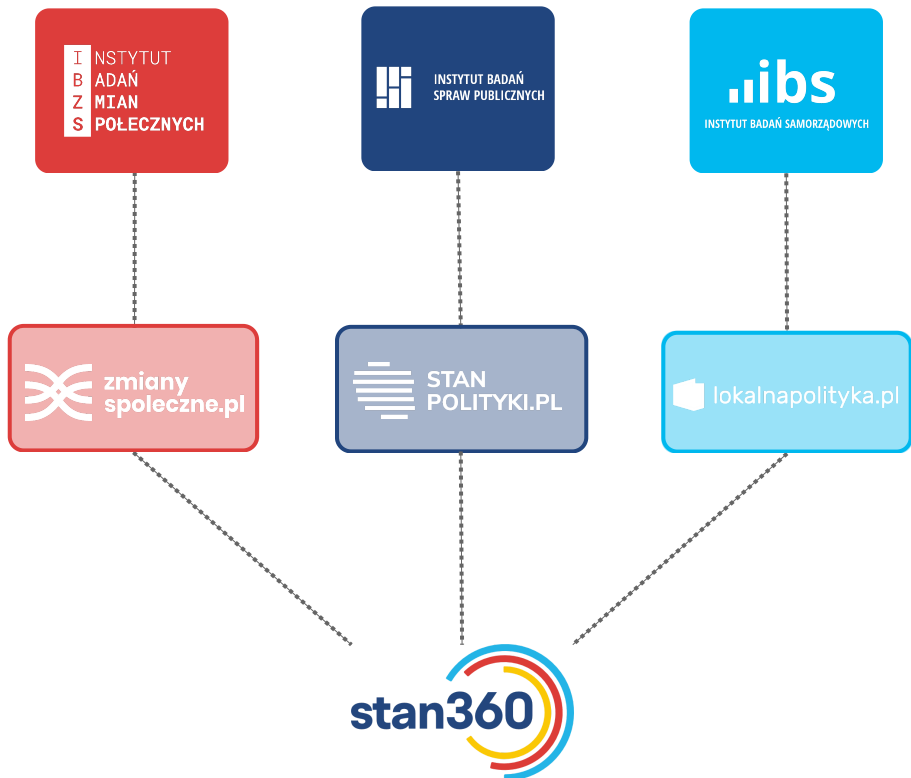 INSTYTUT
BADAŃ
ZMIAN
SPOŁECZNYCH
INSTYTUT BADAŃ
SPRAW PUBLICZNYCH
ibs
INSTYTUT BADAŃ SAMORZĄDOWYCH
zmiany
spoleczne.pl
STAN
POLITYKI.PL
lokalnapolityka.pl
stan360